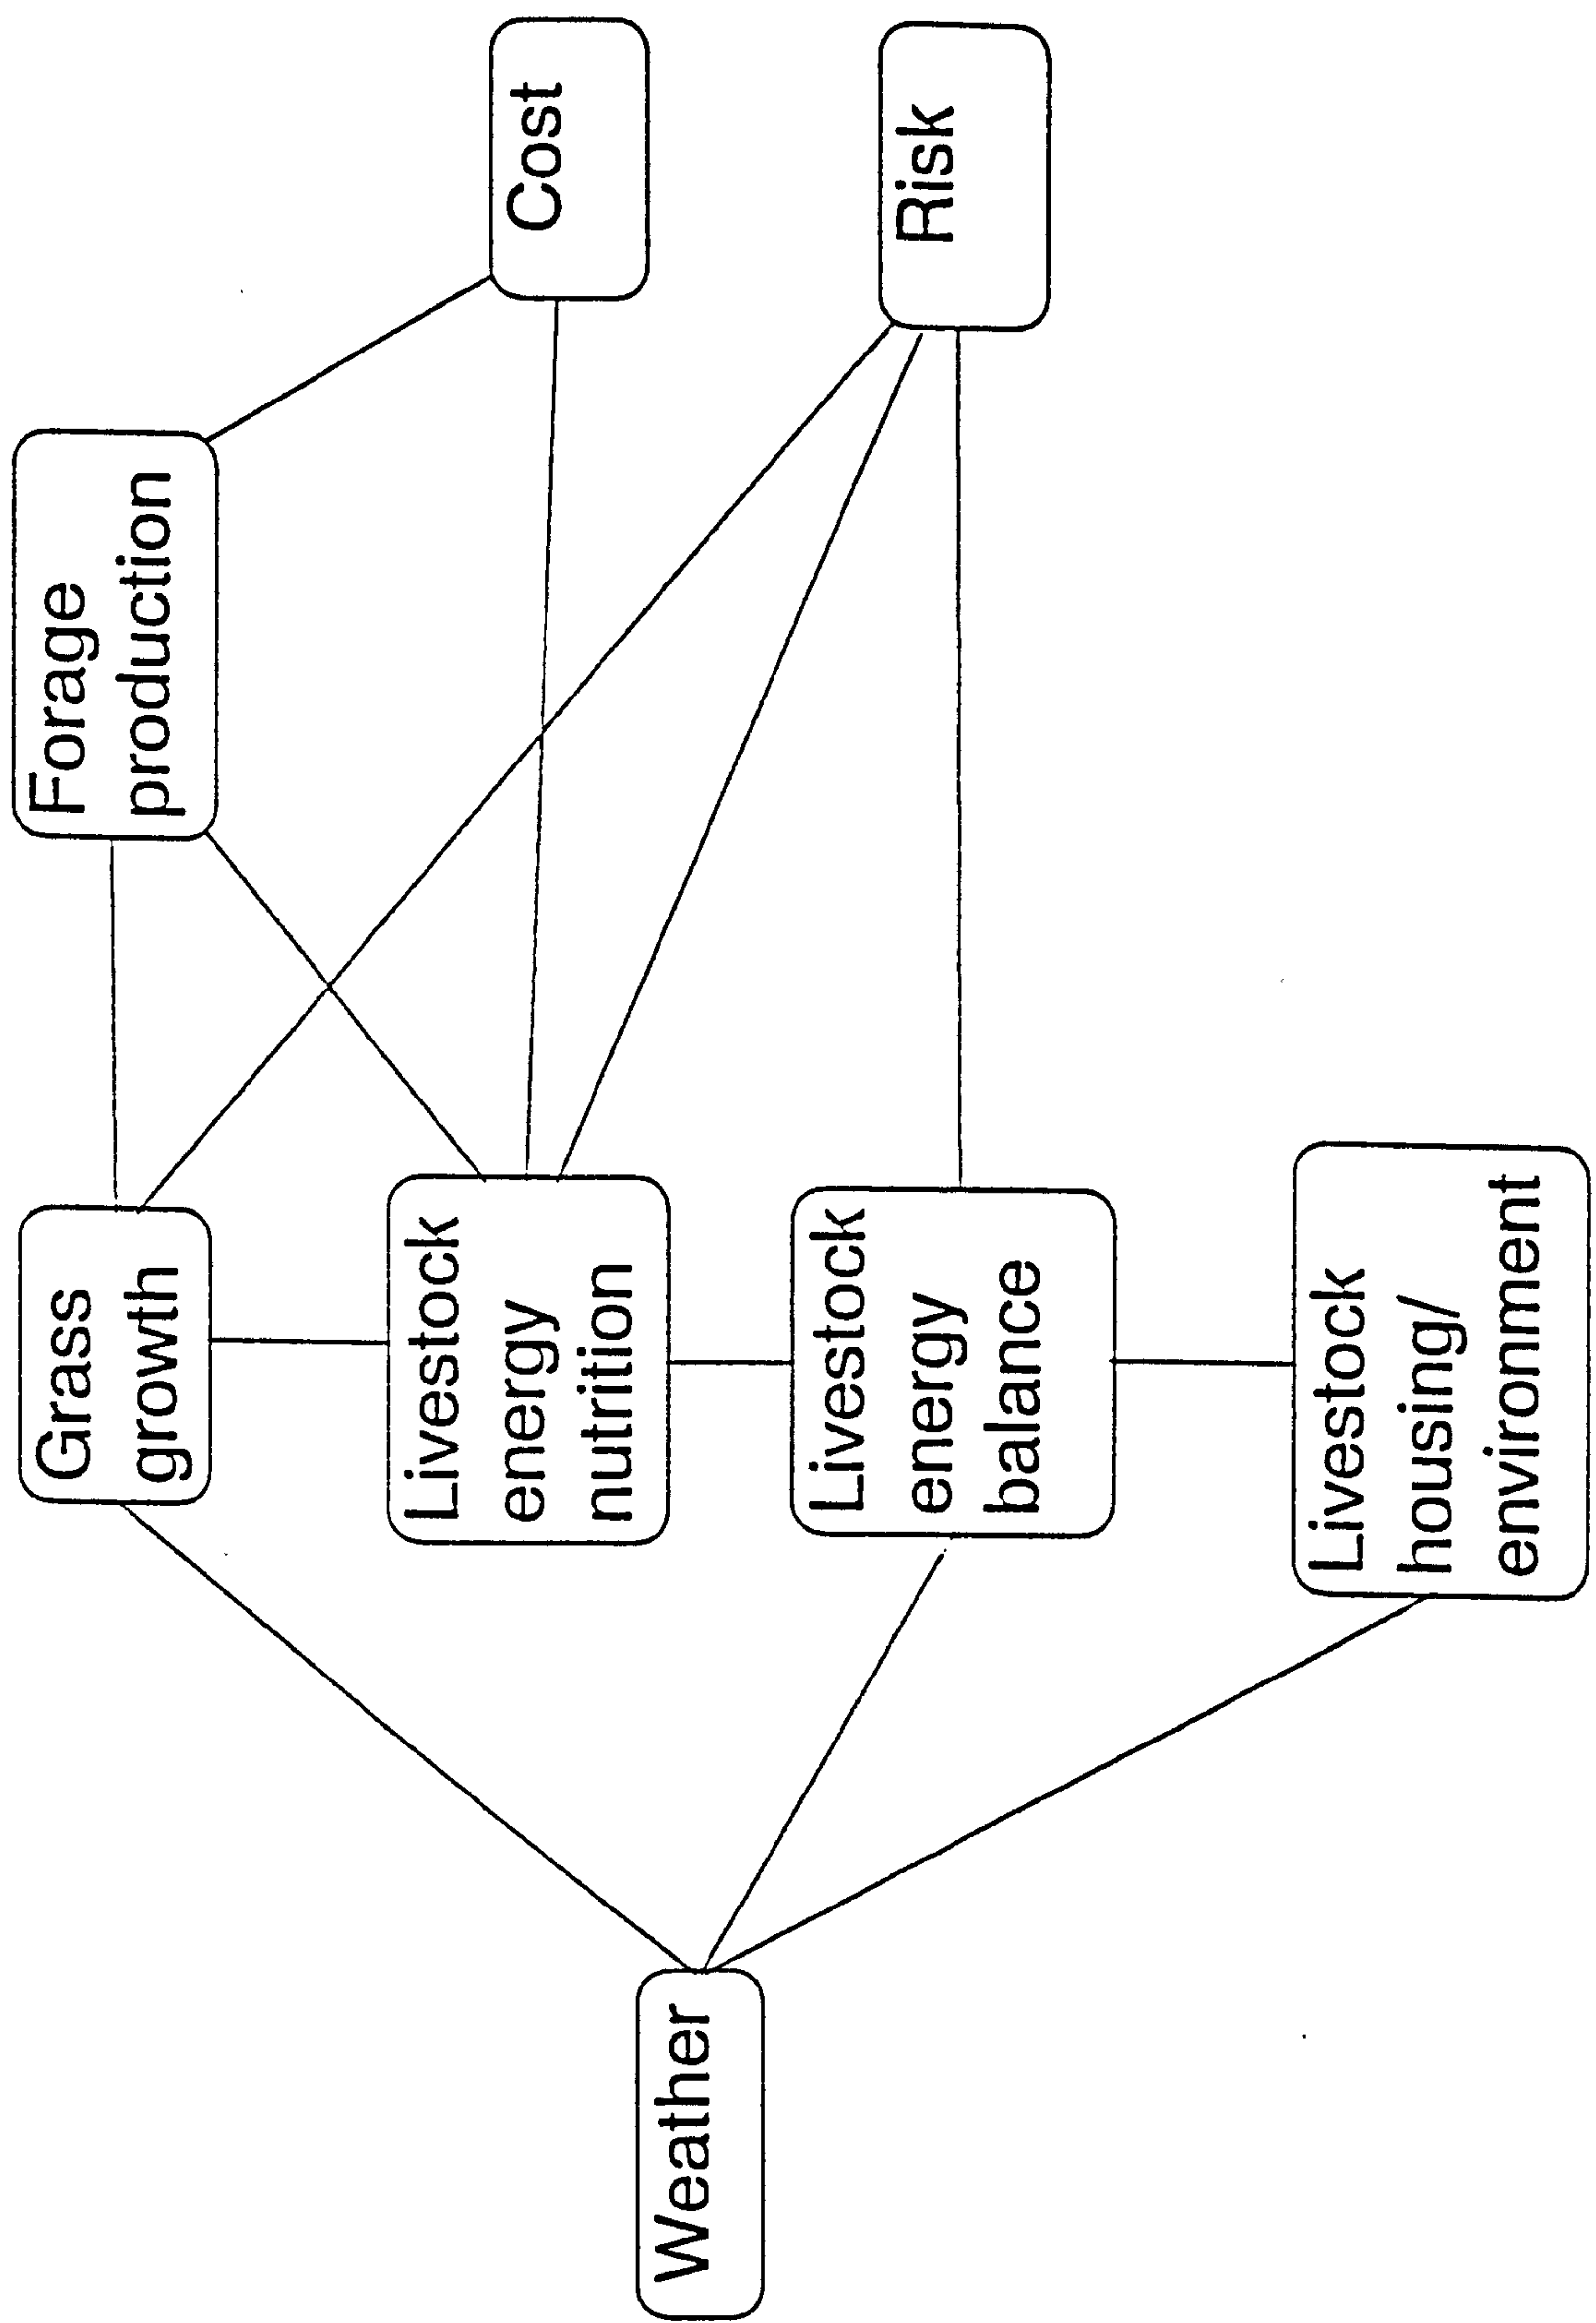 Weather
Grass
growth
Livestock
energy
nutrition
Livestock
energy
balance
Livestock
housing/
environment
Forage
production
Cost
Risk